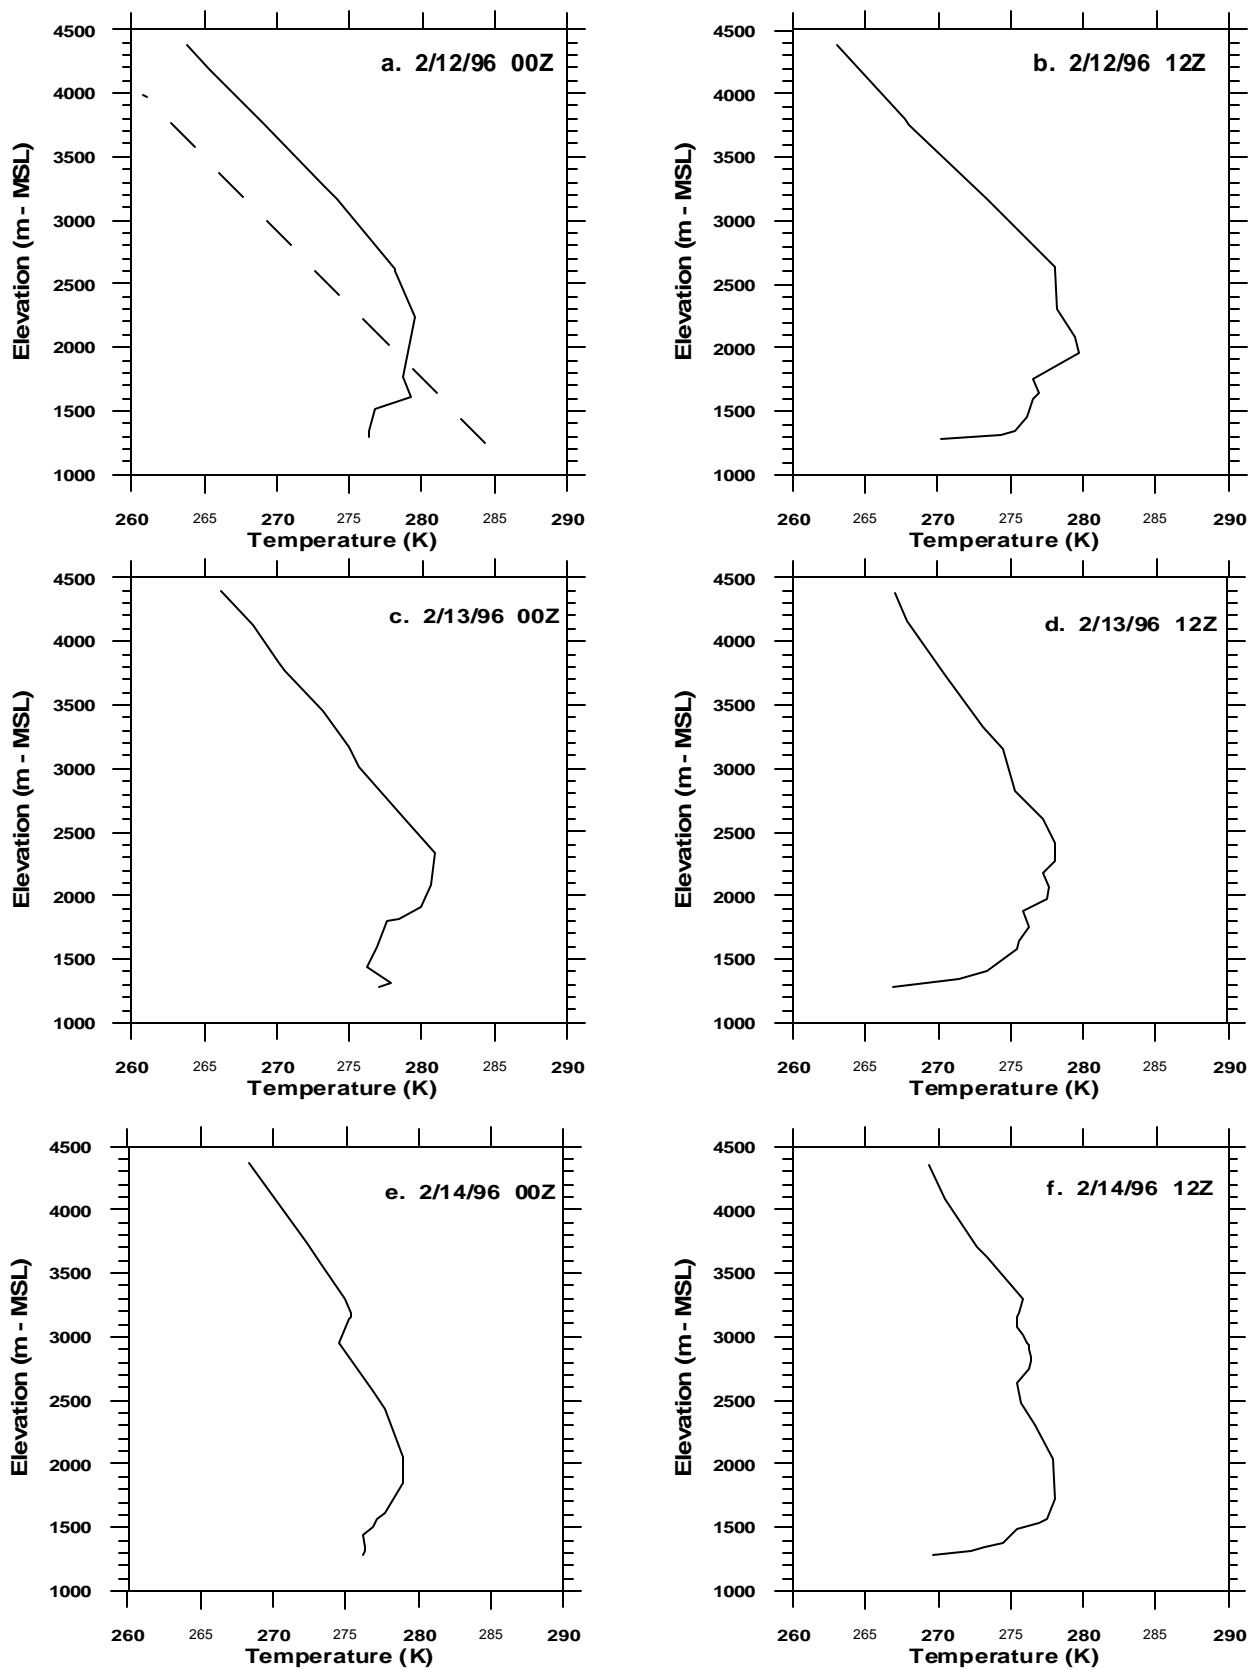 a. 2/12/96 00Z
4500
4000
3500
3000
2500
2000
1500
1000
Elevation (m - MSL)
260 265 270 275 280 285 290
Temperature (K)
b. 2/12/96 12Z
4500
4000
3500
3000
2500
2000
1500
1000
Elevation (m - MSL)
260 265 270 275 280 285 290
Temperature (K)
c. 2/13/96 00Z
4500
4000
3500
3000
2500
2000
1500
1000
Elevation (m - MSL)
260 265 270 275 280 285 290
Temperature (K)
d. 2/13/96 12Z
4500
4000
3500
3000
2500
2000
1500
1000
Elevation (m - MSL)
260 265 270 275 280 285 290
Temperature (K)
e. 2/14/96 00Z
4500
4000
3500
3000
2500
2000
1500
1000
Elevation (m - MSL)
260 265 270 275 280 285 290
Temperature (K)
f. 2/14/96 12Z
4500
4000
3500
3000
2500
2000
1500
1000
Elevation (m - MSL)
260 265 270 275 280 285 290
Temperature (K)